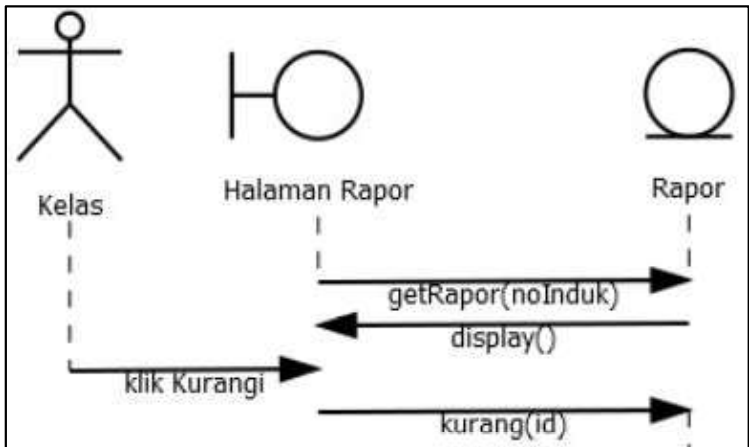 Kelas
Halaman Rapor
Rapor
getRapor(noInduk)
display()
klik Kurangi
kurang(id)